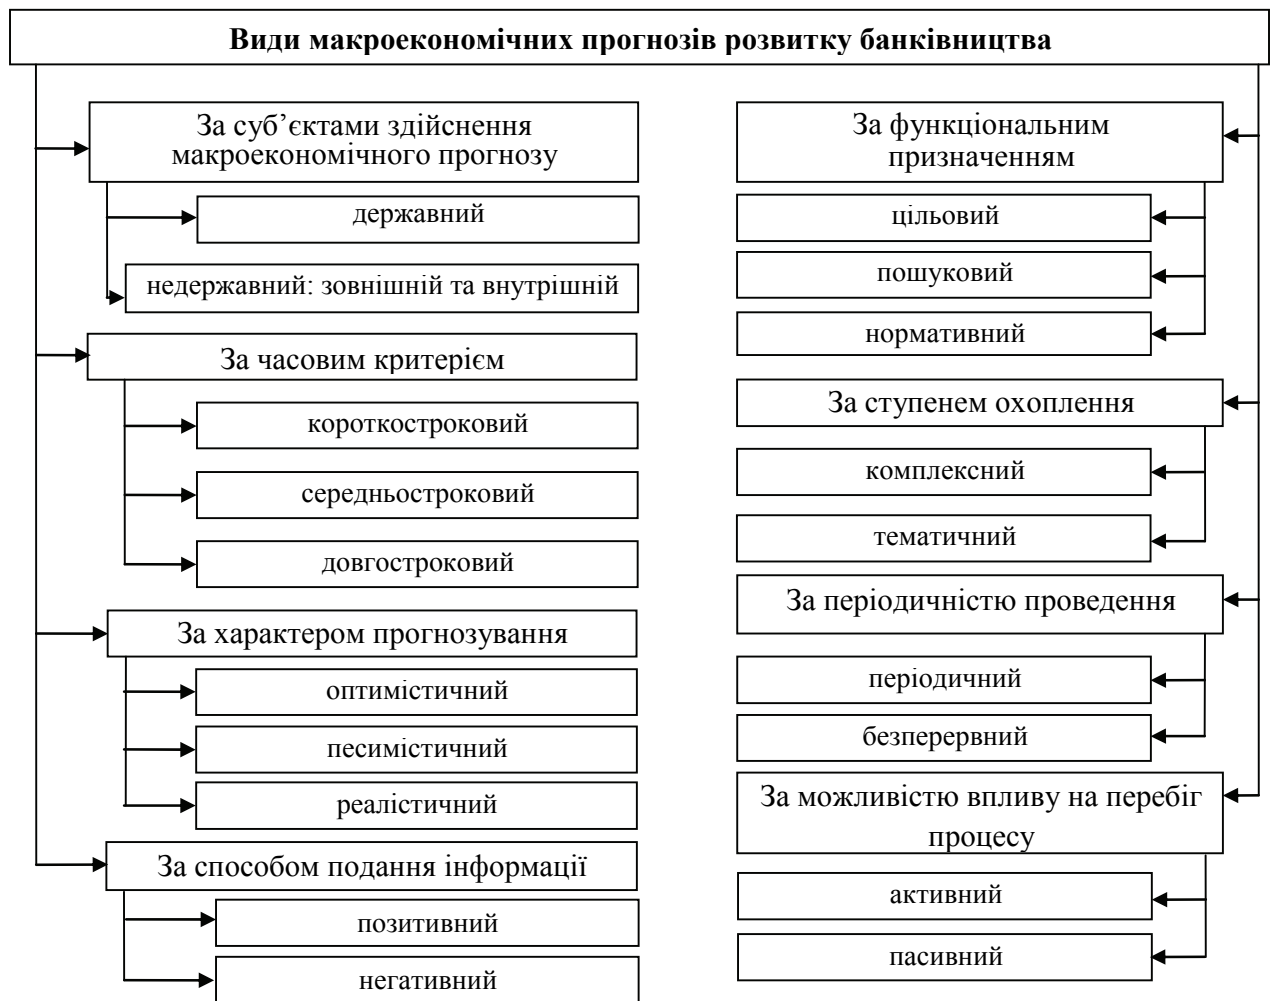 Види макроекономічних прогнозів розвитку банківництва
За суб’єктами здійснення
макроекономічного прогнозу
державний
недержавний: зовнішній та внутрішній
За часовим критерієм
короткостроковий
середньостроковий
довгостроковий
За характером прогнозування
оптимістичний
песимістичний
реалістичний
За способом подання інформації
позитивний
негативний
За функціональним
призначенням
цільовий
пошуковий
нормативний
За ступенем охоплення
комплексний
тематичний
За періодичністю проведення
періодичний
безперервний
За можливістю впливу на перебіг
процесу
активний
пасивний